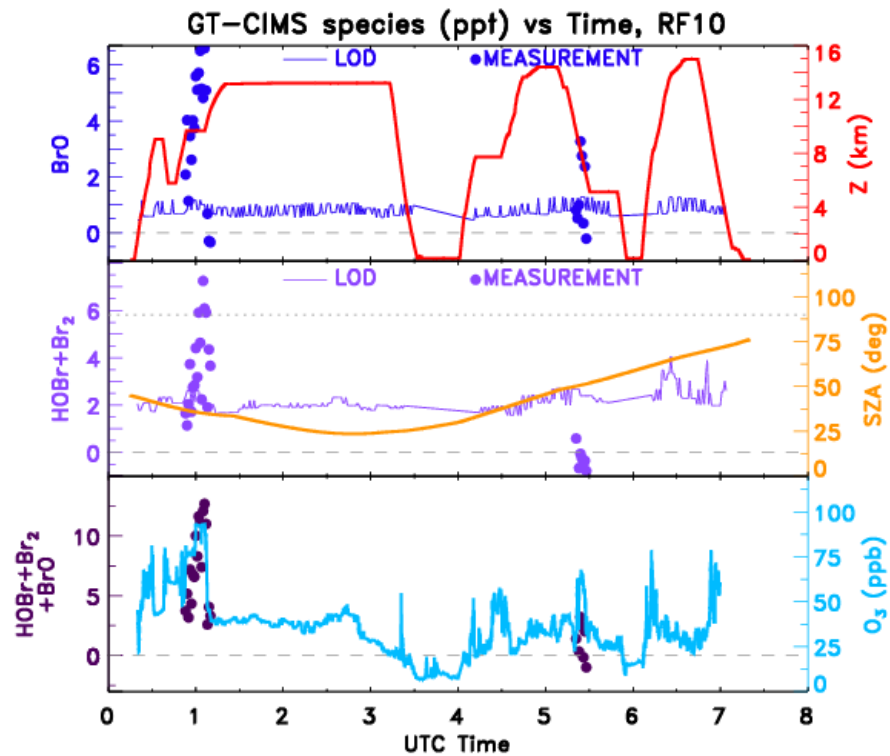 GT-CIMS species (ppt) vs Time, RF10
LOD MEASUREMENT
BrO
6
4
2
0
16
12
8
4
0
Z (km)
LOD MEASUREMENT
HOBr+Br₂
8
6
4
2
0
100
75
50
25
0
SZA (deg)
HOBr+Br₂
+BrO
10
5
0
100
75
50
25
0
O₃ (ppb)
0 1 2 3 4 5 6 7 8
UTC Time